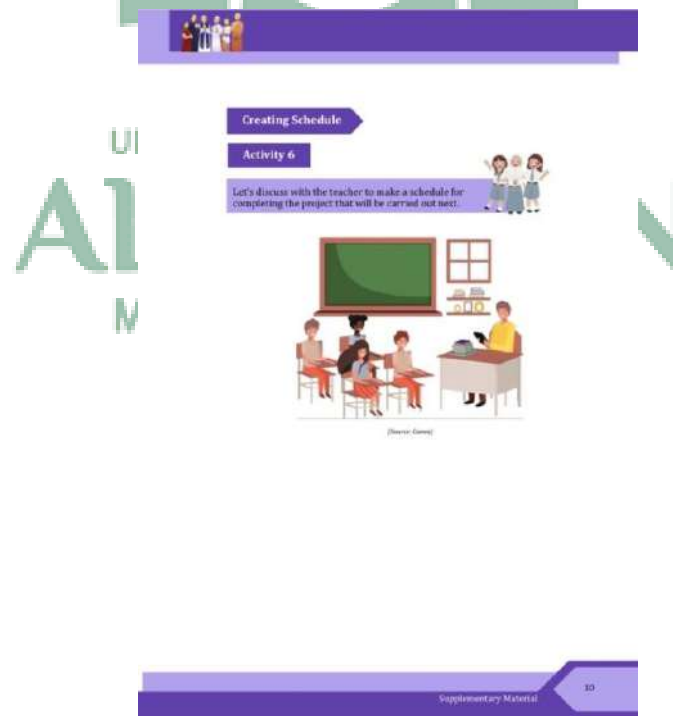 Creating Schedule
Activity 6
Let's discuss with the teacher to make a schedule for
completing the project that will be carried out next.
[Source: Canva]
Supplementary Material
10